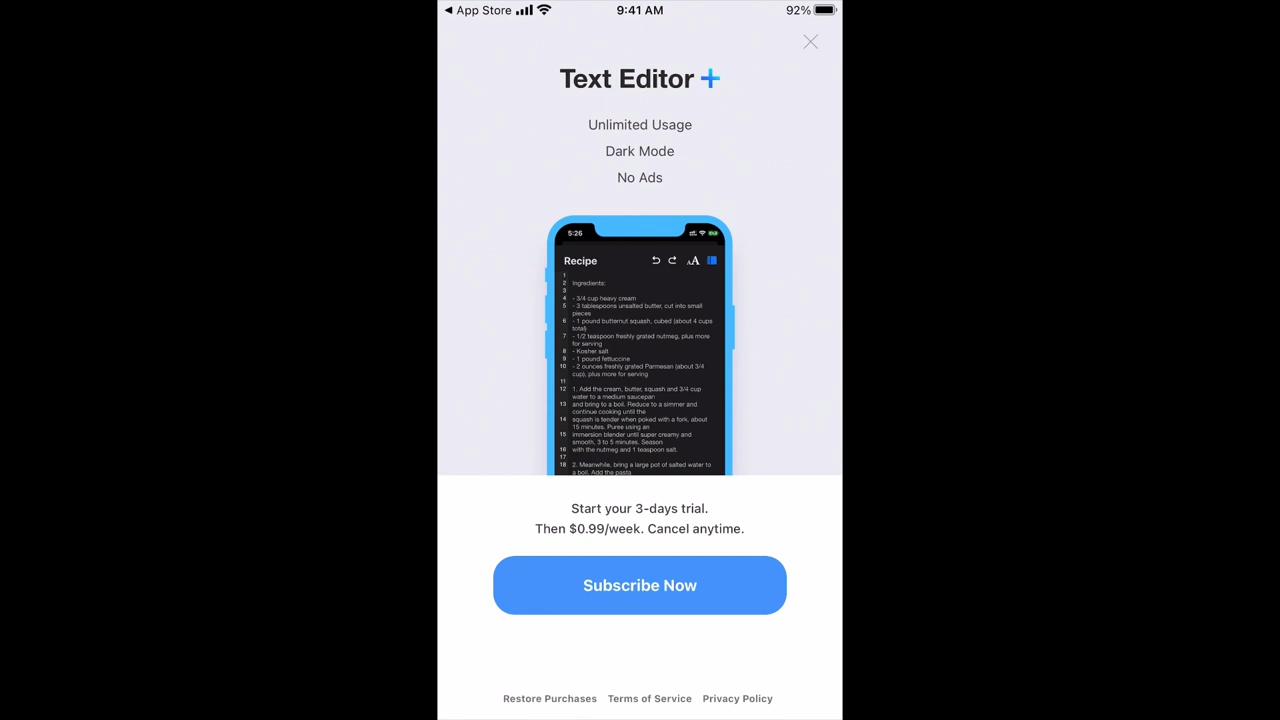 ◀ App Store
9:41 AM
92%
Text Editor +
Unlimited Usage
Dark Mode
No Ads
5:26
Recipe
AA
1
2 Ingredients:
3
4 - 3/4 cup heavy cream
5 - 3 tablespoons unsalted butter, cut into small
pieces
6 - 1 pound butternut squash, cubed (about 4 cups
total)
7 - 1/2 teaspoon freshly grated nutmeg, plus more
for serving
8 - Kosher salt
9 - 1 pound fettuccine
10 - 2 ounces freshly grated Parmesan (about 3/4
cup), plus more for serving
11
12 1. Add the cream, butter, squash and 3/4 cup
water to a medium saucepan
13 and bring to a boil. Reduce to a simmer and
continue cooking until the
14 squash is tender when poked with a fork, about
15 minutes. Puree using an
15 immersion blender until super creamy and
smooth, 3 to 5 minutes. Season
16 with the nutmeg and 1 teaspoon salt.
17
18 2. Meanwhile, bring a large pot of salted water to
a boil. Add the pasta
Start your 3-days trial.
Then $0.99/week. Cancel anytime.
Subscribe Now
Restore Purchases Terms of Service Privacy Policy